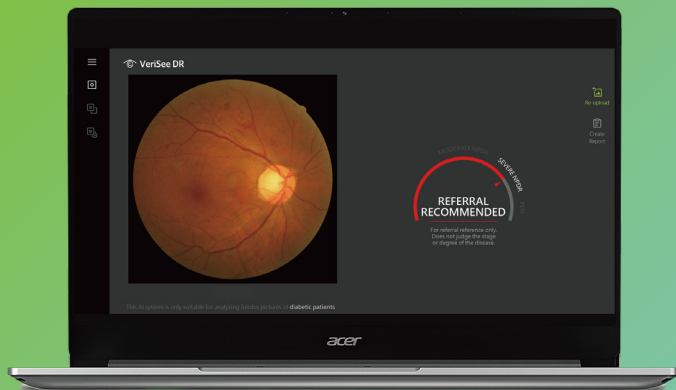 VeriSee DR
Re-upload
Create
Report
MODERATE NPDR
SEVERE NPDR
PDR
REFERRAL
RECOMMENDED
For referral reference only.
Does not judge the stage
or degree of the disease.
This AI system is only suitable for analyzing fundus pictures of diabetic patients
acer